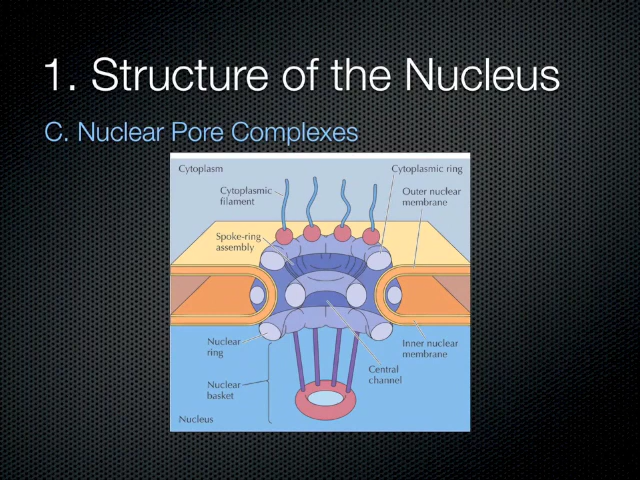 1. Structure of the Nucleus
C. Nuclear Pore Complexes
Cytoplasm
Cytoplasmic ring
Cytoplasmic
filament
Outer nuclear
membrane
Spoke-ring
assembly
Nuclear
ring
Inner nuclear
membrane
Central
channel
Nuclear
basket
Nucleus